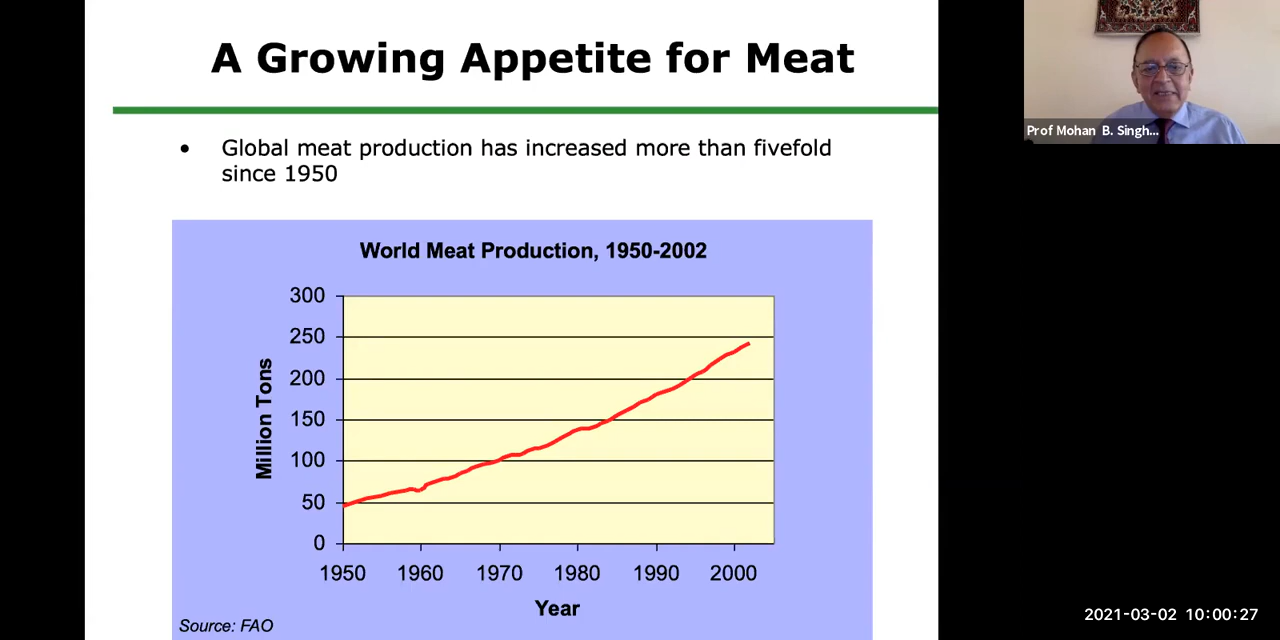 A Growing Appetite for Meat
Prof Mohan B. Singh...
• Global meat production has increased more than fivefold
since 1950
World Meat Production, 1950-2002
Million Tons
300
250
200
150
100
50
0
1950 1960 1970 1980 1990 2000
Year
Source: FAO
2021-03-02 10:00:27